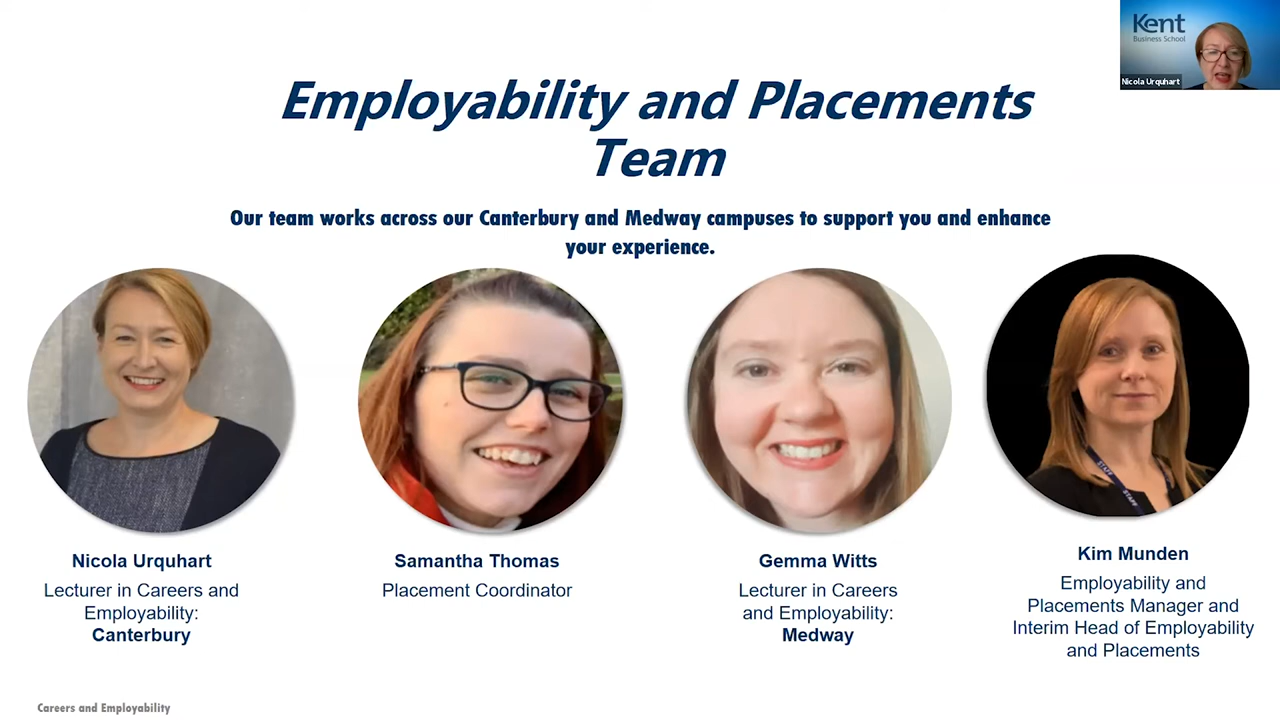 Kent
Business School
Nicola Urquhart
Employability and Placements
Team
Our team works across our Canterbury and Medway campuses to support you and enhance
your experience.
STAFF
STAFF
Nicola Urquhart
Lecturer in Careers and
Employability:
Canterbury
Samantha Thomas
Placement Coordinator
Gemma Witts
Lecturer in Careers
and Employability:
Medway
Kim Munden
Employability and
Placements Manager and
Interim Head of Employability
and Placements
Careers and Employability